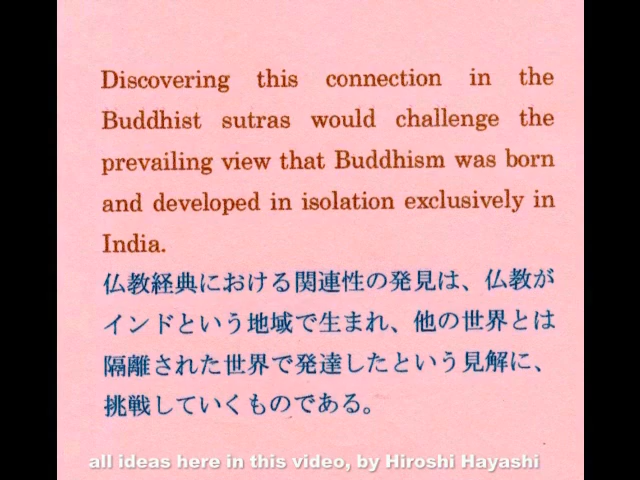 Discovering this connection in the
Buddhist sutras would challenge the
prevailing view that Buddhism was born
and developed in isolation exclusively in
India.
仏教経典における関連性の発見は、仏教が
インドという地域で生まれ、他の世界とは
隔離された世界で発達したという見解に、
挑戦していくものである。
all ideas here in this video, by Hiroshi Hayashi